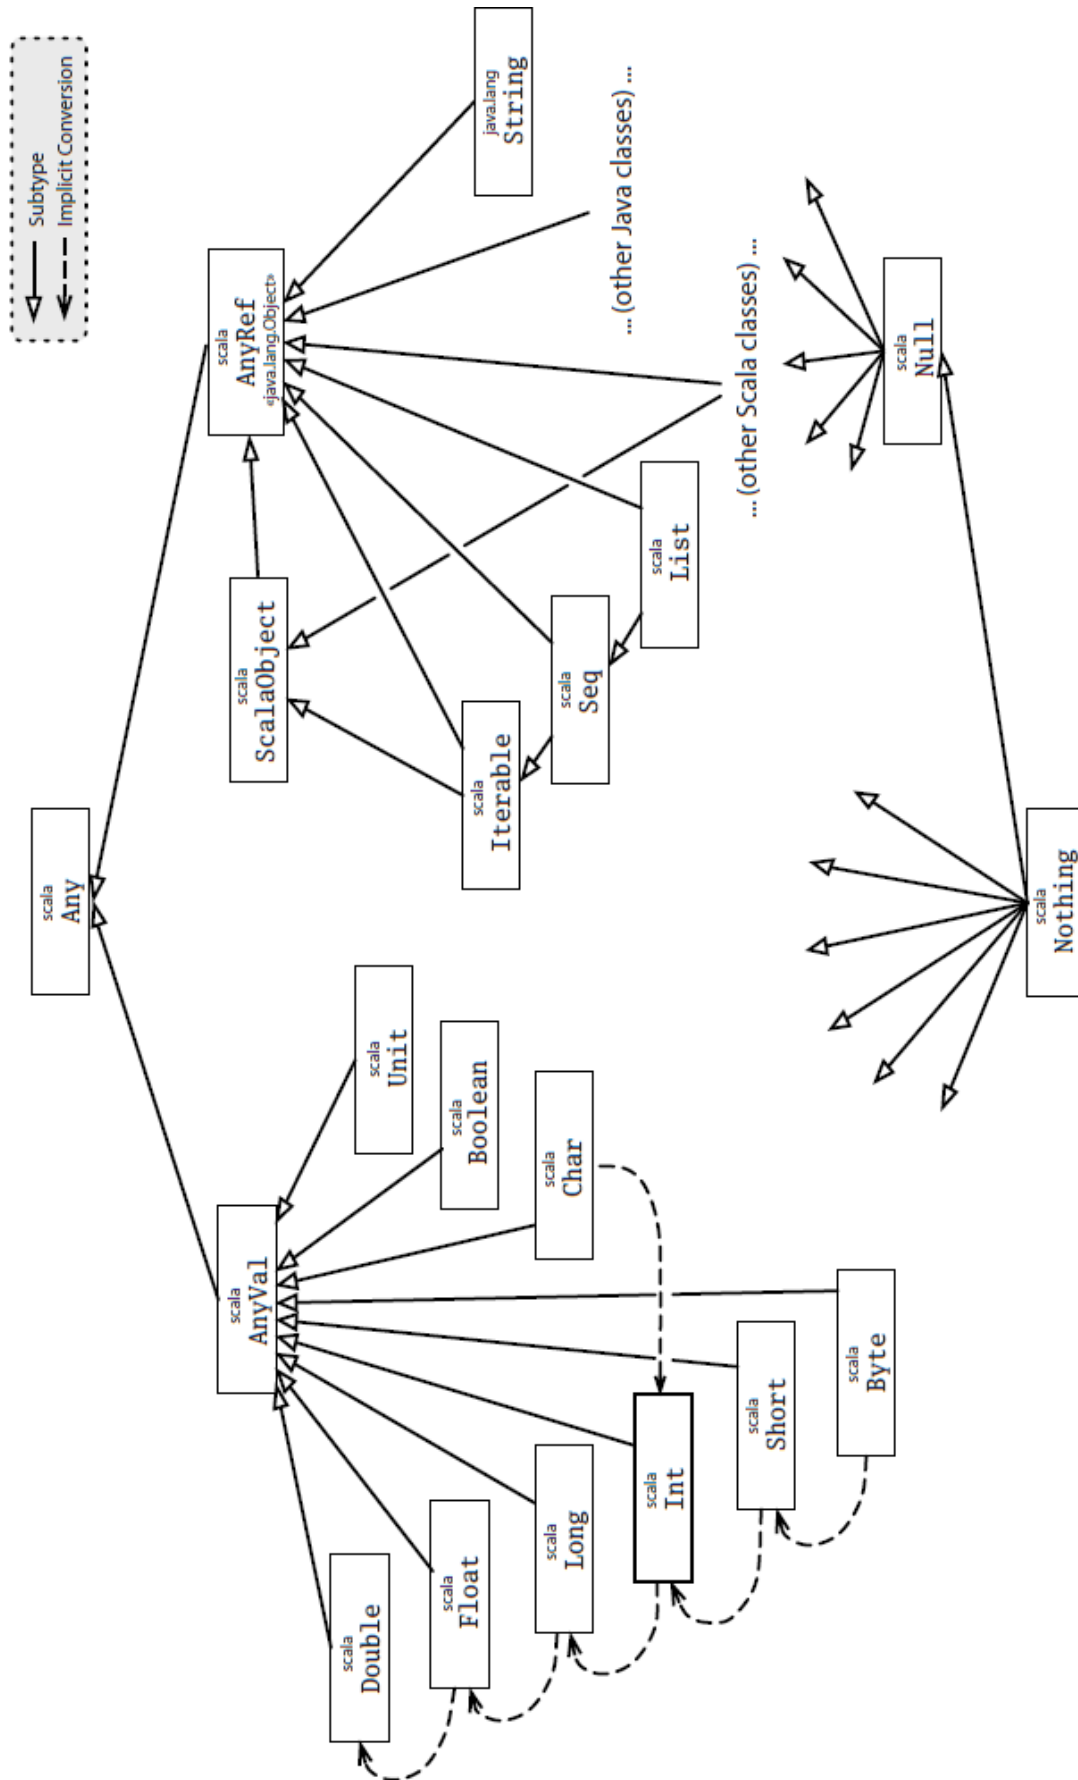 Subtype
Implicit Conversion
scala
Any
scala
AnyVal
scala
AnyRef
«java.lang.Object»
scala
ScalaObject
scala
Double
scala
Unit
scala
Float
scala
Boolean
scala
Iterable
java.lang
String
scala
Long
scala
Char
scala
Seq
... (other Java classes) ...
scala
Int
scala
List
scala
Short
... (other Scala classes) ...
scala
Byte
scala
Null
scala
Nothing